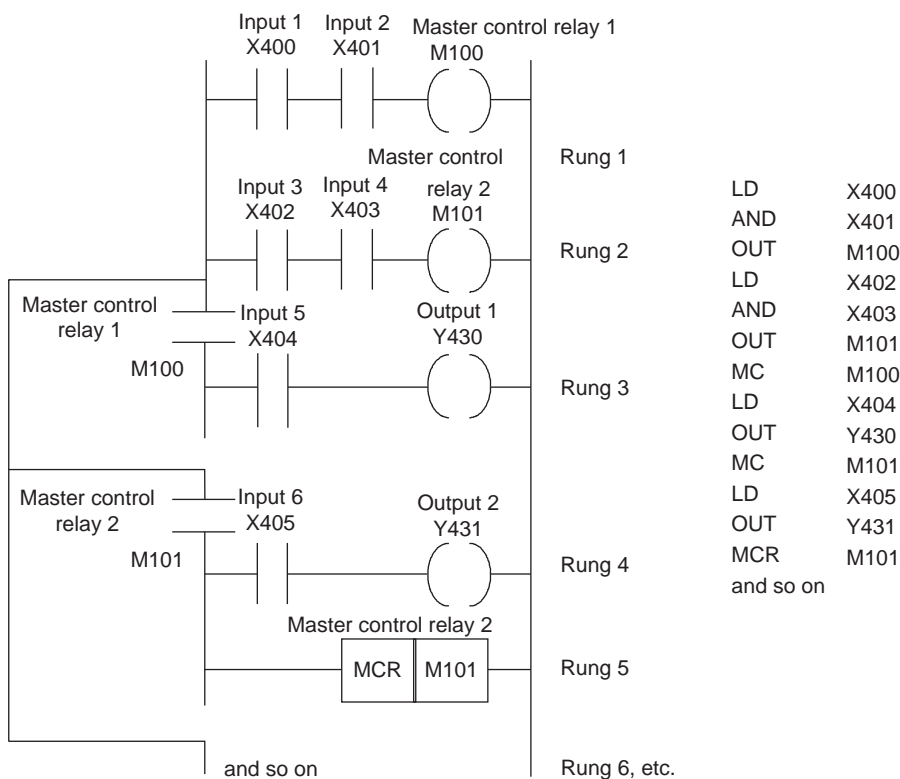 Input 1 Input 2 Master control relay 1
X400 X401 M100
Master control Rung 1
Input 3 Input 4 relay 2
X402 X403 M101
Rung 2
Master control Input 5 Output 1
relay 1 X404 Y430
M100
Rung 3
Master control Input 6 Output 2
relay 2 X405 Y431
M101
Rung 4
Master control relay 2
MCR M101 Rung 5
and so on Rung 6, etc.
LD X400
AND X401
OUT M100
LD X402
AND X403
OUT M101
MC M100
LD X404
OUT Y430
MC M101
LD X405
OUT Y431
MCR M101
and so on